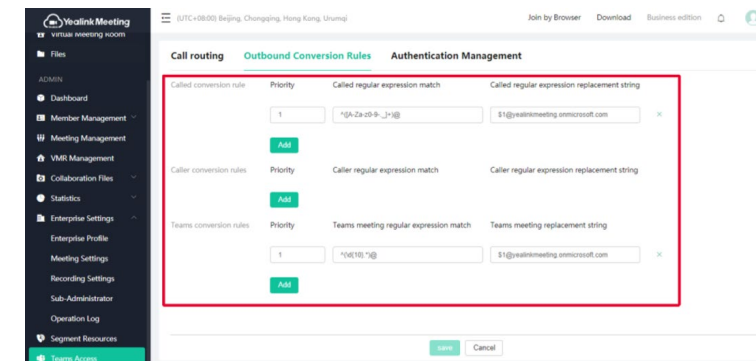 Yealink Meeting
(UTC+08:00) Beijing, Chongqing, Hong Kong, Urumqi
Join by Browser Download Business edition
Virtual Meeting Room
Files
ADMIN
Dashboard
Member Management
Meeting Management
VMR Management
Collaboration Files
Statistics
Enterprise Settings
Enterprise Profile
Meeting Settings
Recording Settings
Sub-Administrator
Operation Log
Segment Resources
Teams Access
Call routing Outbound Conversion Rules Authentication Management
Called conversion rule Priority Called regular expression match Called regular expression replacement string
1 ^([A-Za-z0-9-._]+)@ $1@yealinkmeeting.onmicrosoft.com ×
Add
Caller conversion rules Priority Caller regular expression match Caller regular expression replacement string
Add
Teams conversion rules Priority Teams meeting regular expression match Teams meeting replacement string
1 ^(\d{10}.*)@ $1@yealinkmeeting.onmicrosoft.com ×
Add
save Cancel